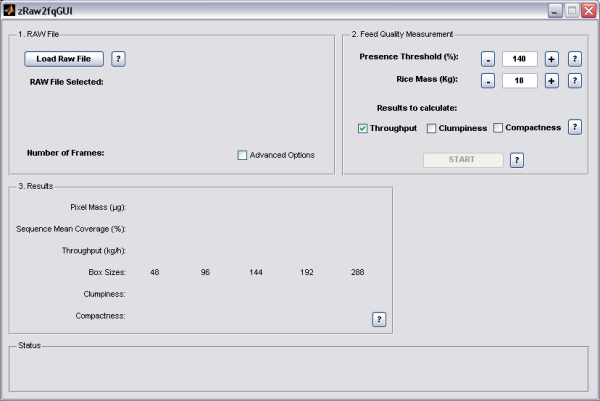 zRaw2fqGUI
1. RAW File
Load Raw File ?
RAW File Selected:
Number of Frames:
Advanced Options
2. Feed Quality Measurement
Presence Threshold (%): - 140 + ?
Rice Mass (Kg): - 18 + ?
Results to calculate:
Throughput Clumpiness Compactness ?
START ?
3. Results
Pixel Mass (µg):
Sequence Mean Coverage (%):
Throughput (kg/h):
Box Sizes: 48 96 144 192 288
Clumpiness:
Compactness:
?
Status